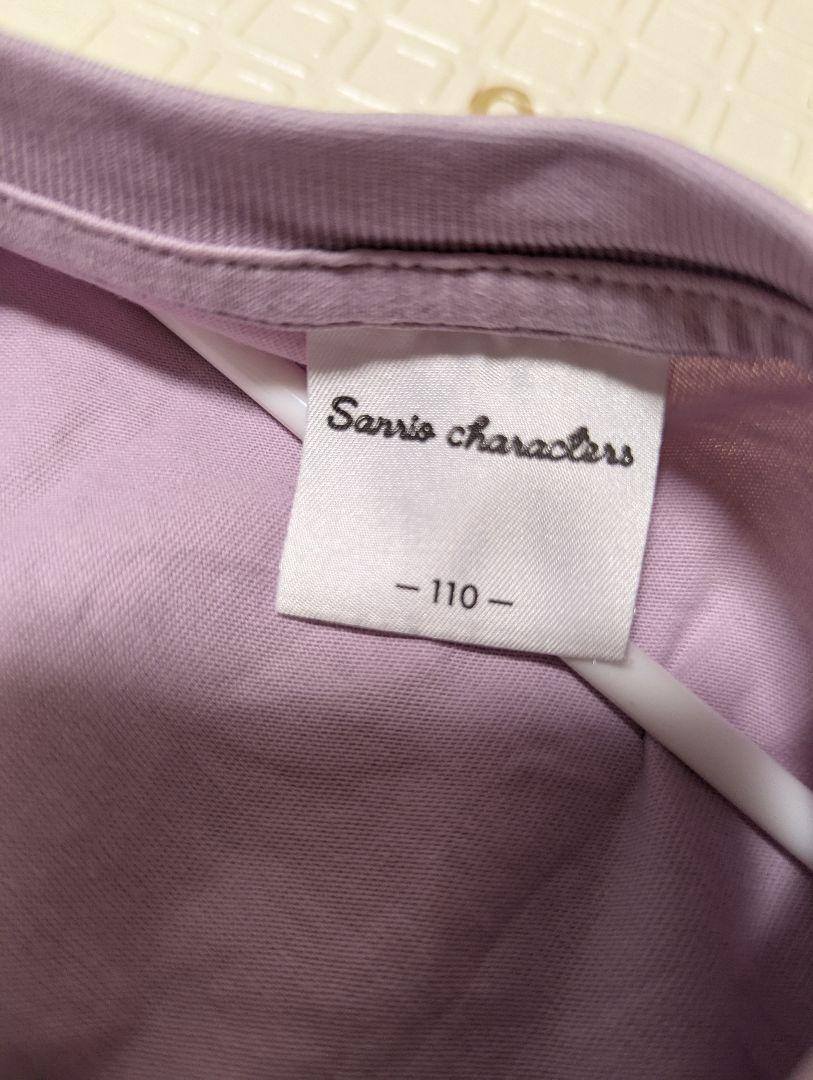 Sanrio characters
— 110 —